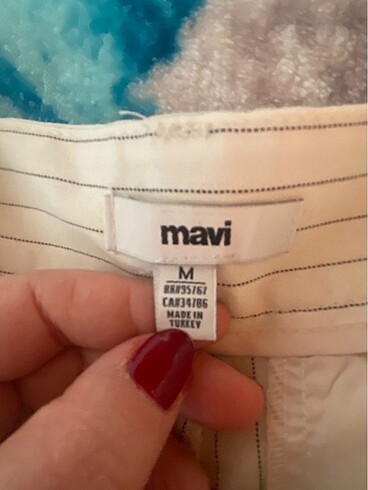 mavi
M
RN#95767
CA#34786
MADE IN
TURKEY